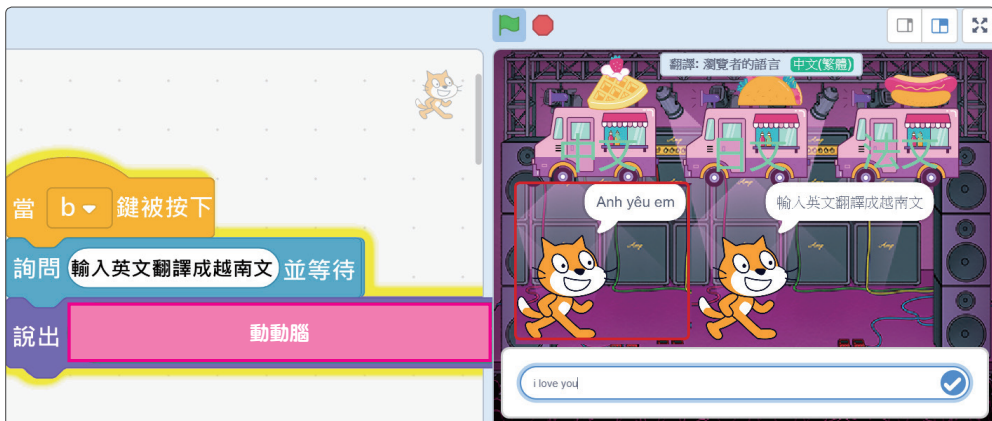 當 b 鍵被按下
詢問 輸入英文翻譯成越南文 並等待
說出 動動腦
翻譯: 瀏覽者的語言 中文(繁體)
中文 日文 法文
Anh yêu em
輸入英文翻譯成越南文
i love you